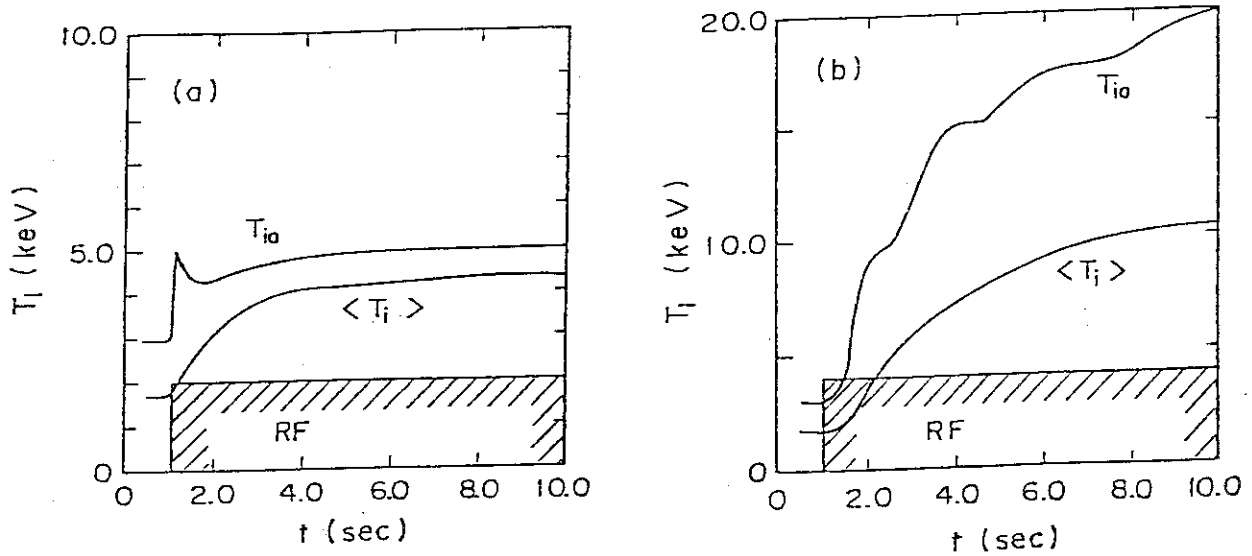 10.0
(a)
T_i (keV)
T_io
5.0
< T_i >
RF
0
0 2.0 4.0 6.0 8.0 10.0
t (sec)
20.0
(b)
T_io
T_i (keV)
10.0
< T_i >
RF
0
0 2.0 4.0 6.0 8.0 10.0
t (sec)